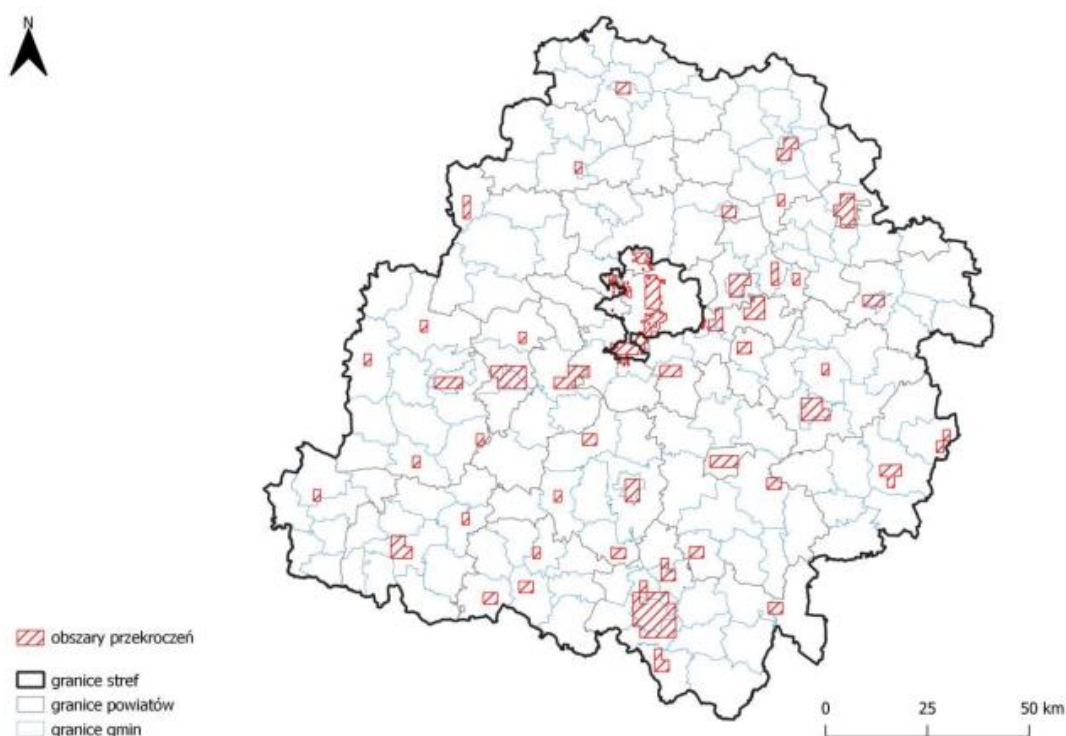 N
obszary przekroczeń
granice stref
granice powiatów
granice gmin
0 25 50 km